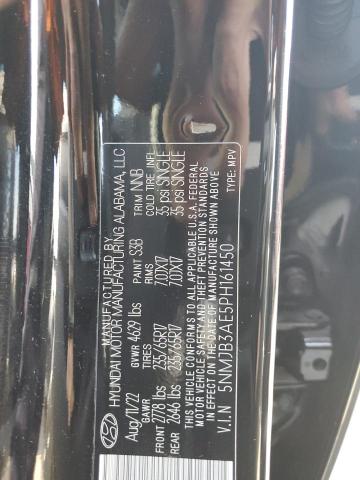 MANUFACTURED BY
HYUNDAI MOTOR MANUFACTURING ALABAMA, LLC
Aug/11/22 GVWR 4629 lbs PAINT S3B TRIM NNB
GAWR TIRES RIMS COLD TIRE INFL
FRONT 2778 lbs 235/65R17 7.0JX17 35 psi SINGLE
REAR 2646 lbs 235/65R17 7.0JX17 35 psi SINGLE
THIS VEHICLE CONFORMS TO ALL APPLICABLE U.S.A. FEDERAL
MOTOR VEHICLE SAFETY AND THEFT PREVENTION STANDARDS
IN EFFECT ON THE DATE OF MANUFACTURE SHOWN ABOVE.
V.I.N 5NMJB3AE5PH161450 TYPE: MPV